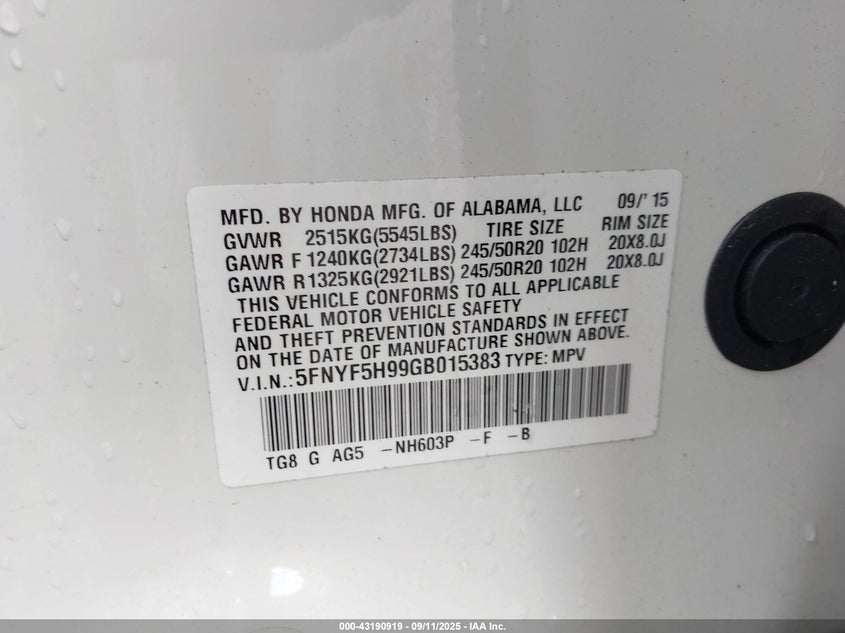 MFD. BY HONDA MFG. OF ALABAMA, LLC 09/' 15
GVWR 2515KG(5545LBS) TIRE SIZE RIM SIZE
GAWR F 1240KG(2734LBS) 245/50R20 102H 20X8.0J
GAWR R 1325KG(2921LBS) 245/50R20 102H 20X8.0J
THIS VEHICLE CONFORMS TO ALL APPLICABLE
FEDERAL MOTOR VEHICLE SAFETY
AND THEFT PREVENTION STANDARDS IN EFFECT
ON THE DATE OF MANUFACTURE SHOWN ABOVE.
V.I.N.:5FNYF5H99GB015383 TYPE: MPV
TG8 G AG5 -NH603P -F -B
000-43190919 - 09/11/2025 - IAA Inc.